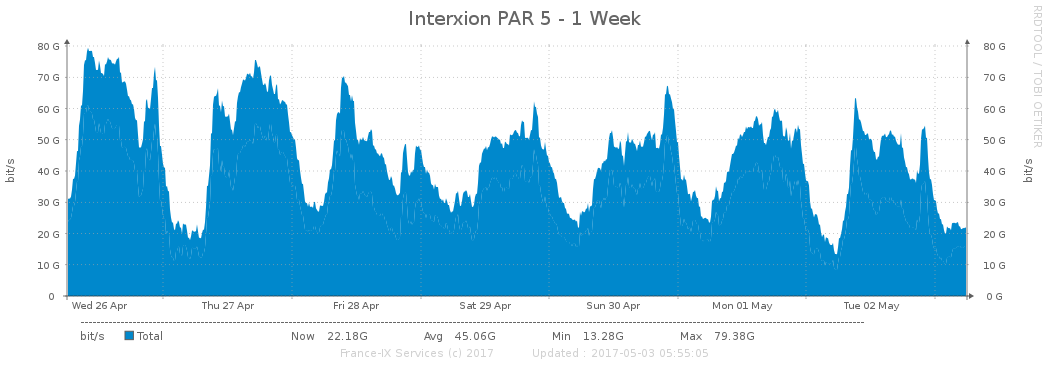 Interxion PAR 5 - 1 Week
RRDTOOL / TOBI OETIKER
bit/s
80 G 80 G
70 G 70 G
60 G 60 G
50 G 50 G
40 G 40 G
30 G 30 G
20 G 20 G
10 G 10 G
0 0 G
bit/s
Wed 26 Apr Thu 27 Apr Fri 28 Apr Sat 29 Apr Sun 30 Apr Mon 01 May Tue 02 May
bit/s Total Now 22.18G Avg 45.06G Min 13.28G Max 79.38G
France-IX Services (c) 2017 Updated : 2017-05-03 05:55:05